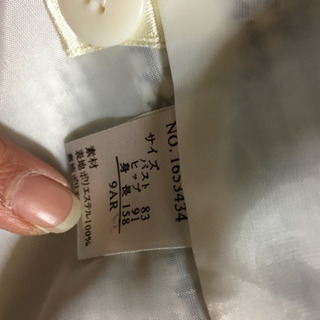 NO. 1653434
サイズ
バスト 83
ヒップ 91
身長 158
9AR
素材
表地ポリエステル100%